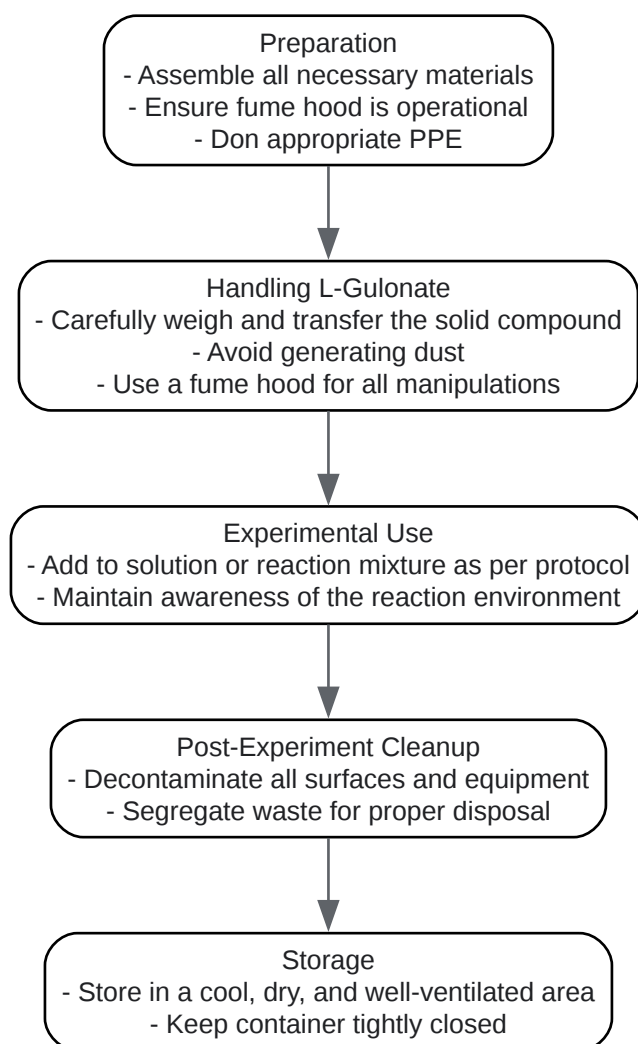 Preparation
- Assemble all necessary materials
- Ensure fume hood is operational
- Don appropriate PPE
Handling L-Gulonate
- Carefully weigh and transfer the solid compound
- Avoid generating dust
- Use a fume hood for all manipulations
Experimental Use
- Add to solution or reaction mixture as per protocol
- Maintain awareness of the reaction environment
Post-Experiment Cleanup
- Decontaminate all surfaces and equipment
- Segregate waste for proper disposal
Storage
- Store in a cool, dry, and well-ventilated area
- Keep container tightly closed